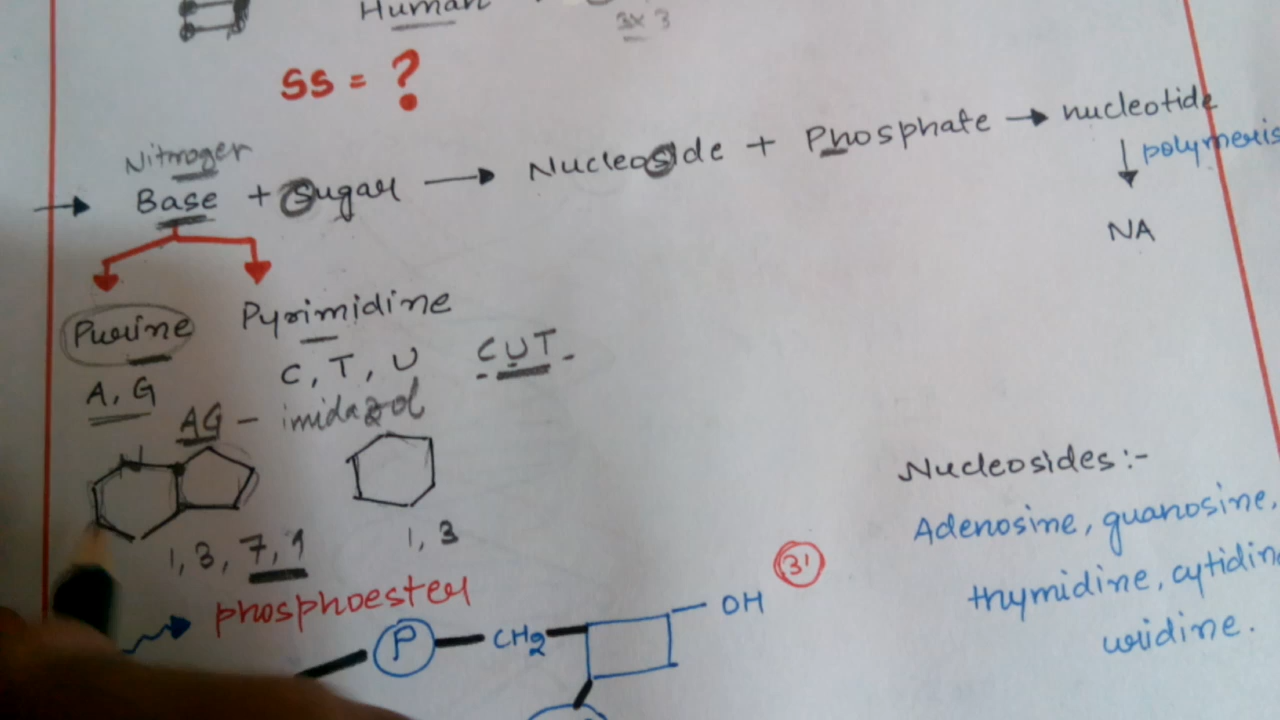 Human
3x3
SS = ?
Nitrogen
Base + Sugar → Nucleoside + Phosphate → nucleotide
polymeris
NA
Purine Pyrimidine
A, G C, T, U CUT-
AG - imidazol
N
1, 3, 7, 9 1, 3
phosphoester
P CH2 OH 3'
Nucleosides:-
Adenosine, guanosine,
thymidine, cytidin
uridine.